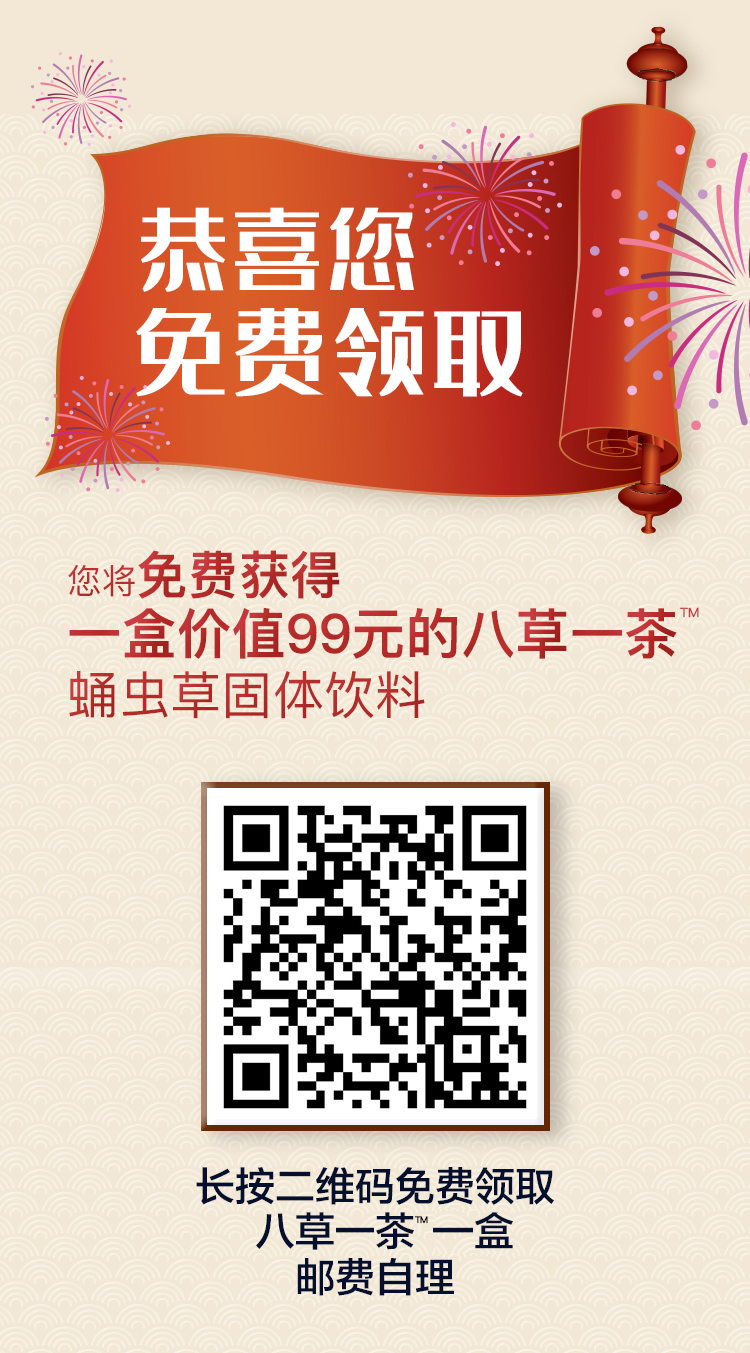 恭喜您
免费领取
您将免费获得
一盒价值99元的八草一茶™
蛹虫草固体饮料
长按二维码免费领取
八草一茶™一盒
邮费自理